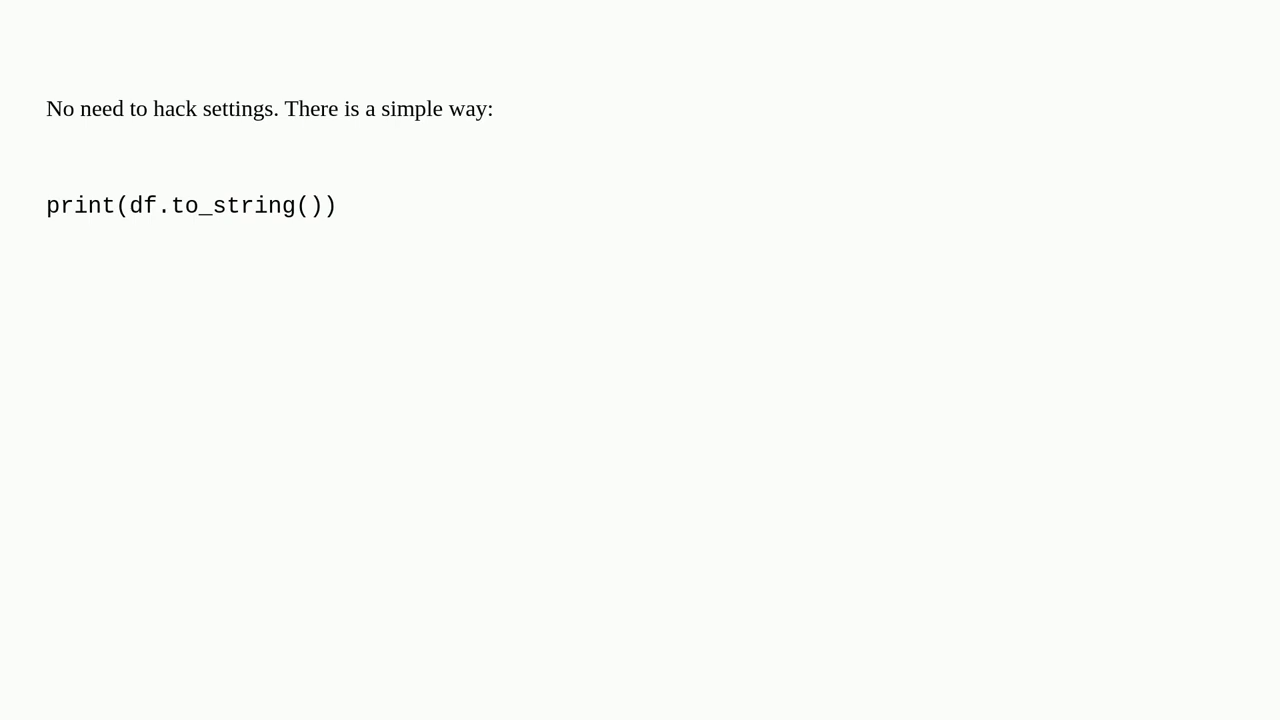 No need to hack settings. There is a simple way:
print(df.to_string())